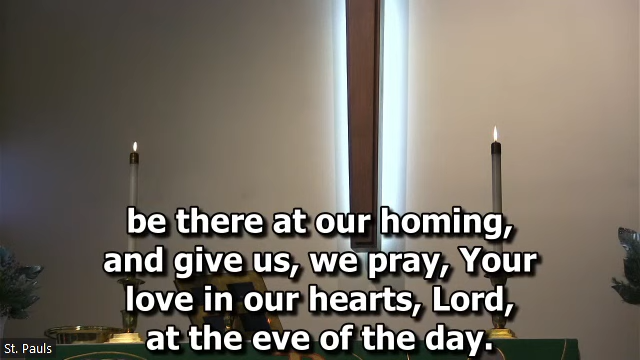 be there at our homing,
and give us, we pray, Your
love in our hearts, Lord,
at the eve of the day.
St. Pauls